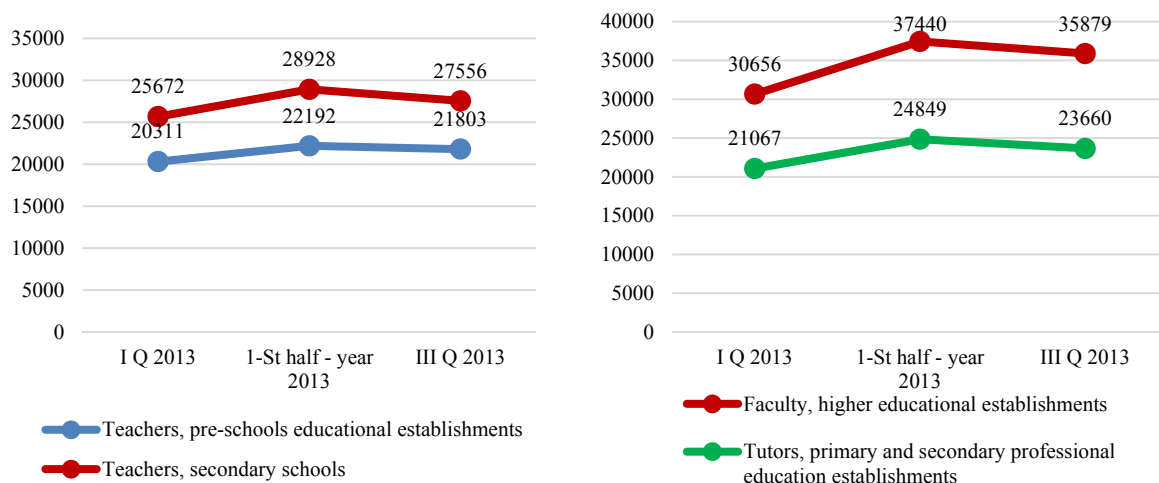 35000
30000
25000
20000
15000
10000
5000
0
25672
28928
27556
20311
22192
21803
I Q 2013
1-St half - year
2013
III Q 2013
Teachers, pre-schools educational establishments
Teachers, secondary schools
40000
35000
30000
25000
20000
15000
10000
5000
0
30656
37440
35879
21067
24849
23660
I Q 2013
1-St half - year
2013
III Q 2013
Faculty, higher educational establishments
Tutors, primary and secondary professional
education establishments